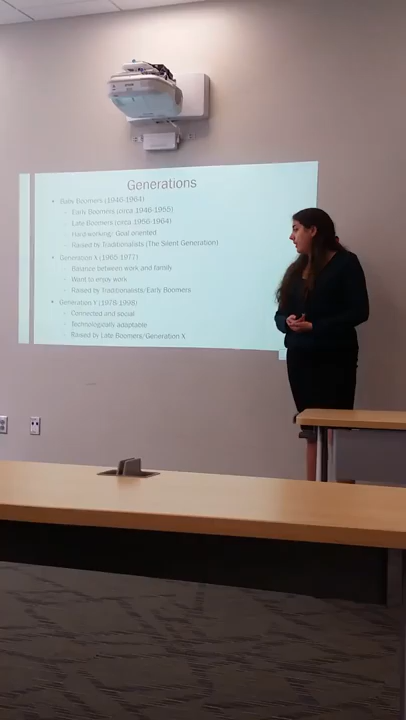 Generations
Baby Boomers (1946-1964)
Early Boomers (circa 1946-1955)
Late Boomers (circa 1956-1964)
Hard-working; Goal oriented
Raised by Traditionalists (The Silent Generation)
Generation X (1965-1977)
Balance between work and family
Want to enjoy work
Raised by Traditionalists/Early Boomers
Generation Y (1978-1998)
Connected and social
Technologically adaptable
Raised by Late Boomers/Generation X